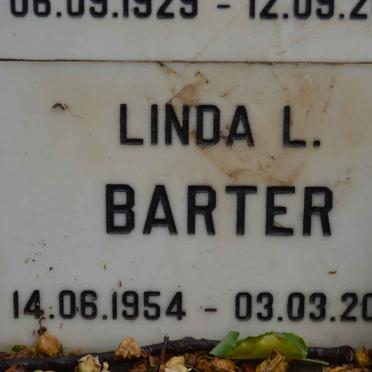 06.09.1929 - 12.09.2
LINDA L.
BARTER
14.06.1954 - 03.03.20